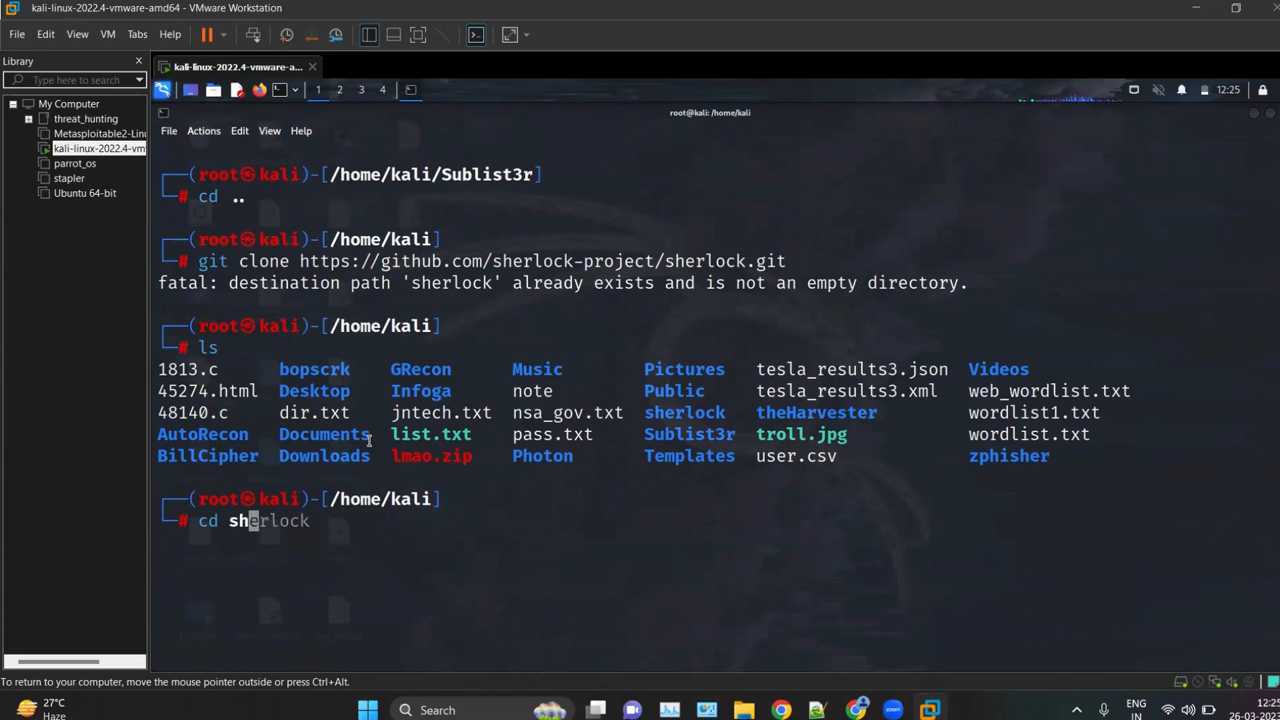 kali-linux-2022.4-vmware-amd64 - VMware Workstation
File Edit View VM Tabs Help
Library
Type here to search
kali-linux-2022.4-vmware-a...
My Computer
threat_hunting
Metasploitable2-Linu
kali-linux-2022.4-vm
parrot_os
stapler
Ubuntu 64-bit
1 2 3 4
12:25
root@kali: /home/kali
File Actions Edit View Help
┌──(root㉿kali)-[/home/kali/Sublist3r]
└─# cd ..
┌──(root㉿kali)-[/home/kali]
└─# git clone https://github.com/sherlock-project/sherlock.git
fatal: destination path 'sherlock' already exists and is not an empty directory.
┌──(root㉿kali)-[/home/kali]
└─# ls
1813.c bopscrk GRecon Music Pictures tesla_results3.json Videos
45274.html Desktop Infoga note Public tesla_results3.xml web_wordlist.txt
48140.c dir.txt jntech.txt nsa_gov.txt sherlock theHarvester wordlist1.txt
AutoRecon Documents list.txt pass.txt Sublist3r troll.jpg wordlist.txt
BillCipher Downloads lmao.zip Photon Templates user.csv zphisher
┌──(root㉿kali)-[/home/kali]
└─# cd sherlock
To return to your computer, move the mouse pointer outside or press Ctrl+Alt.
27°C
Haze
Search
zoom
ENG
IN